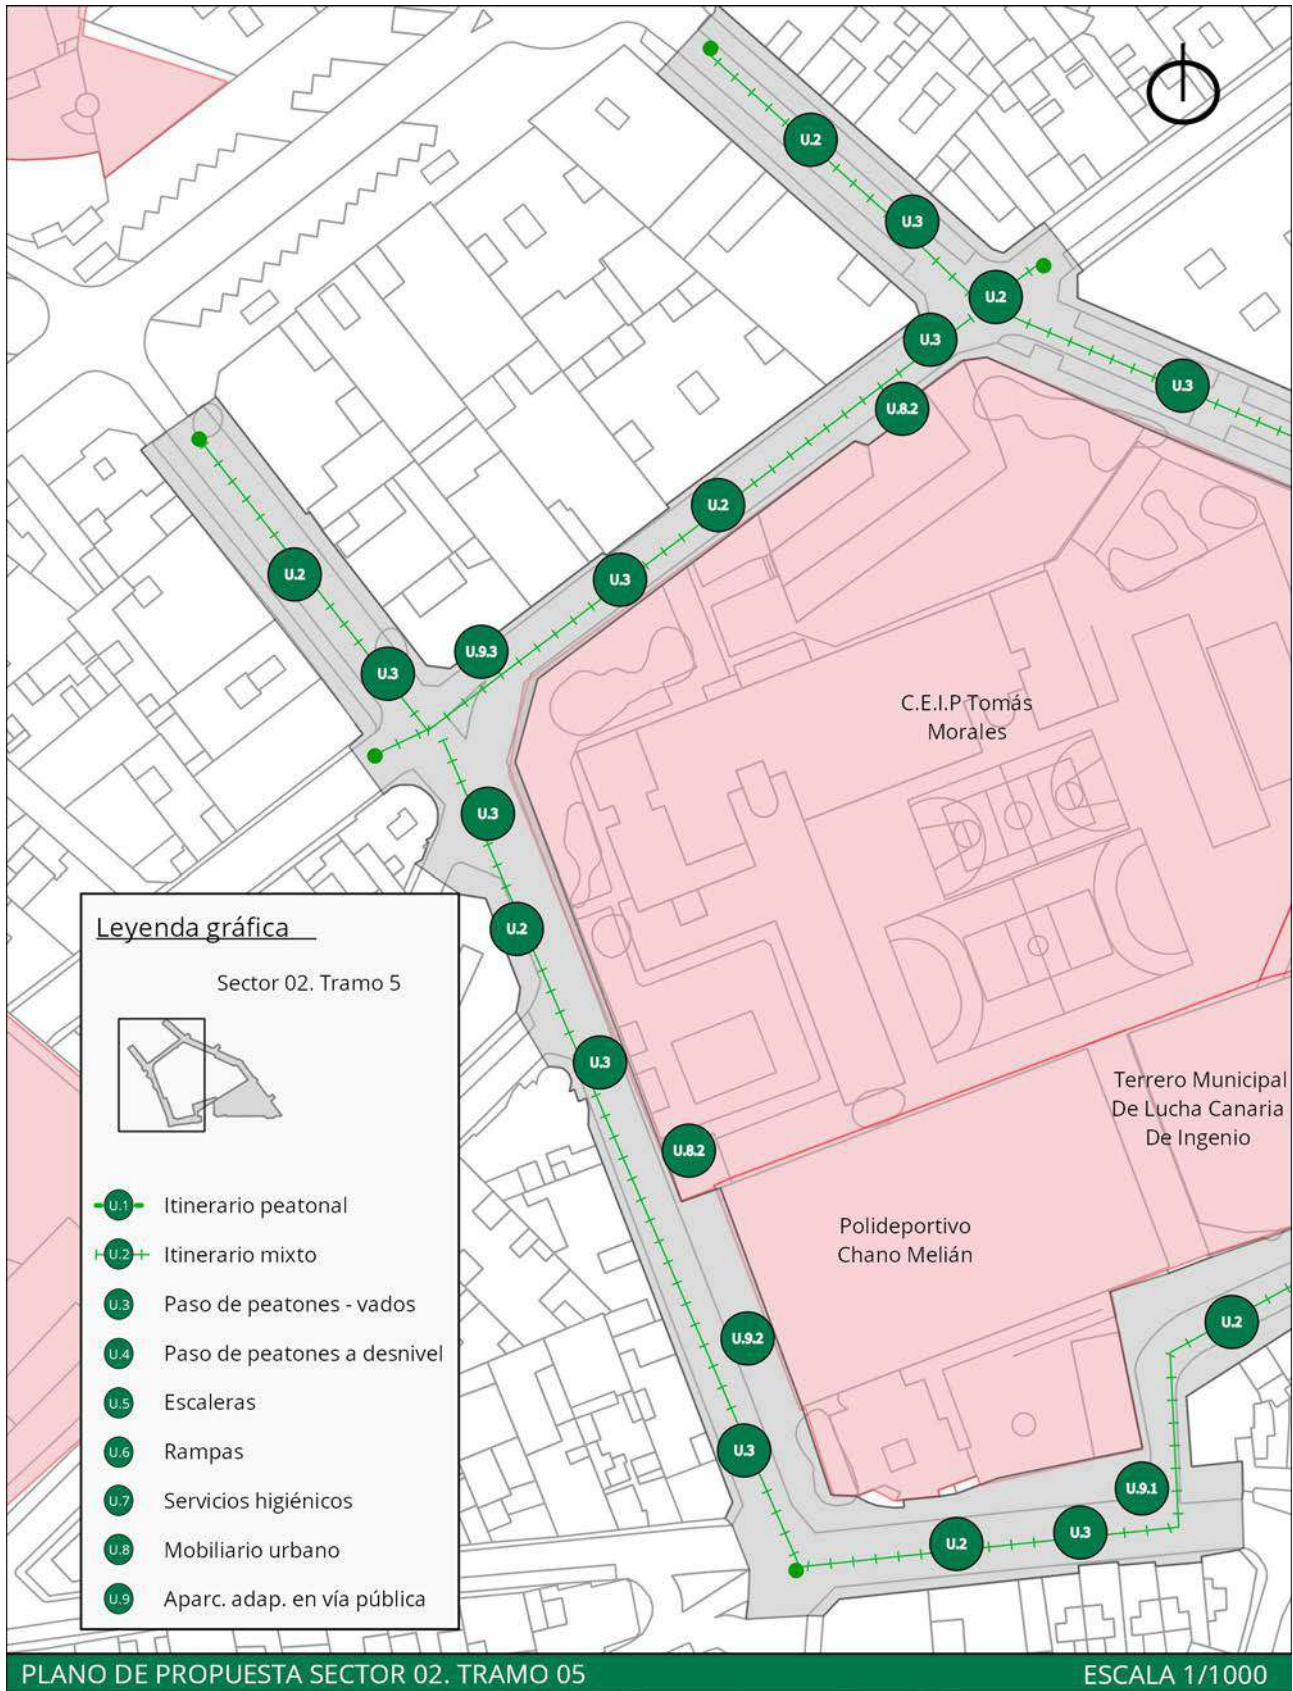 U.2
U.3
U.2
U.3
U.3
U.8.2
U.2
U.3
U.2
U.9.3
U.3
C.E.I.P Tomás
Morales
U.3
U.2
U.3
Terrero Municipal
De Lucha Canaria
De Ingenio
U.8.2
Polideportivo
Chano Melián
U.2
U.9.2
U.3
U.9.1
U.3
U.2
Leyenda gráfica
Sector 02. Tramo 5
U.1 Itinerario peatonal
U.2 Itinerario mixto
U.3 Paso de peatones - vados
U.4 Paso de peatones a desnivel
U.5 Escaleras
U.6 Rampas
U.7 Servicios higiénicos
U.8 Mobiliario urbano
U.9 Aparc. adap. en vía pública
PLANO DE PROPUESTA SECTOR 02. TRAMO 05 ESCALA 1/1000